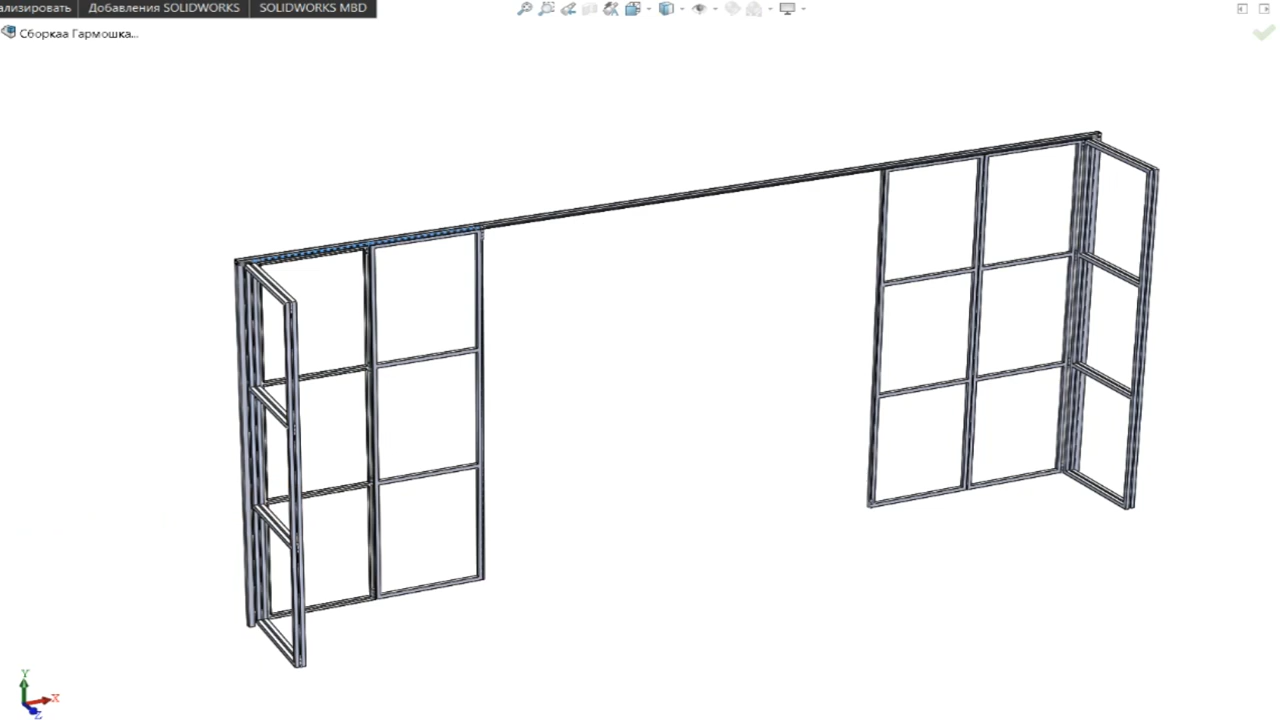 ализировать Добавления SOLIDWORKS SOLIDWORKS MBD
Сборкаа Гармошка...
Y
X
Z